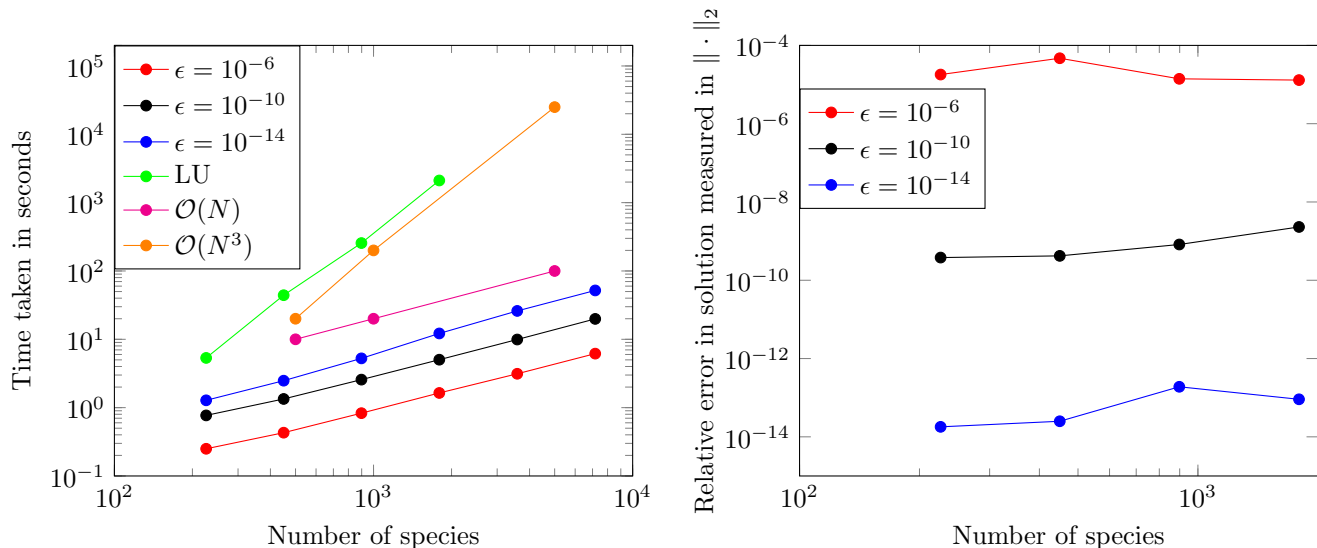 10^5
10^4
10^3
10^2
10^1
10^0
10^{-1}
Time taken in seconds
ϵ = 10^{-6}
ϵ = 10^{-10}
ϵ = 10^{-14}
LU
𝒪(N)
𝒪(N^3)
10^2
10^3
10^4
Number of species
Relative error in solution measured in ‖ · ‖_2
10^{-4}
10^{-6}
10^{-8}
10^{-10}
10^{-12}
10^{-14}
ϵ = 10^{-6}
ϵ = 10^{-10}
ϵ = 10^{-14}
10^2
10^3
Number of species